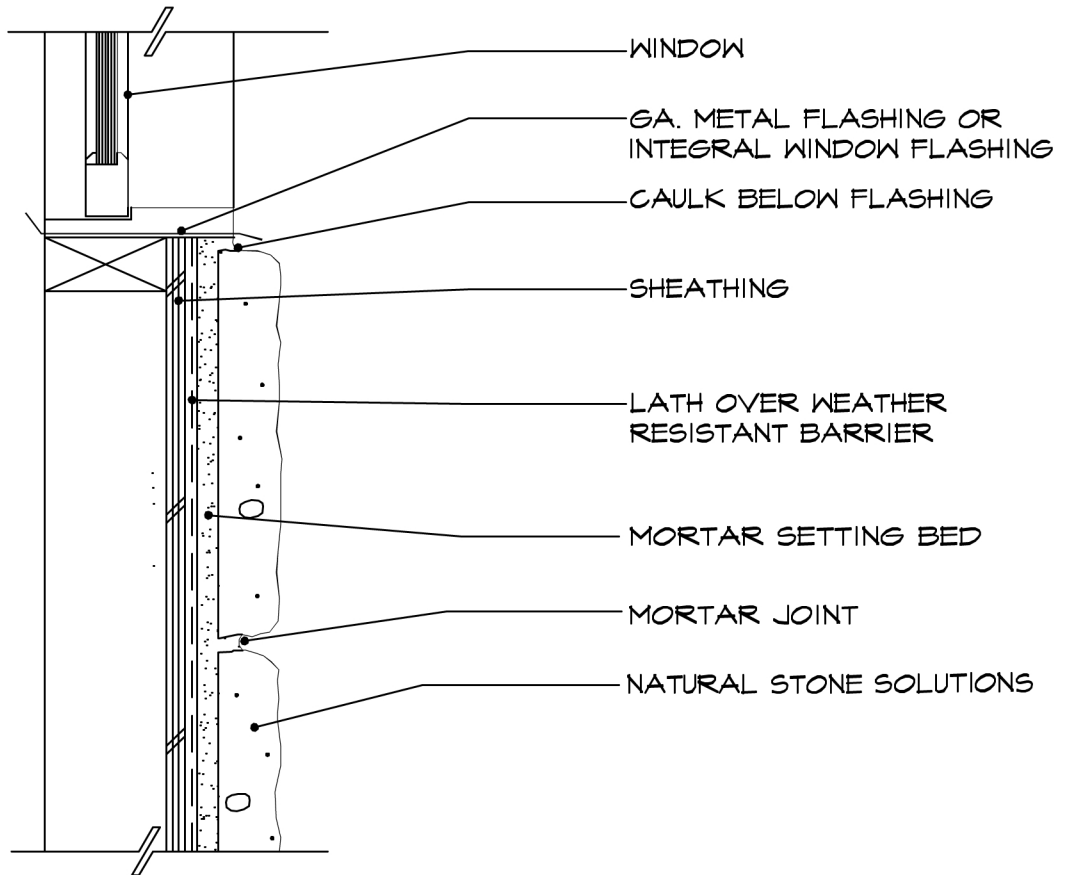 WINDOW
GA. METAL FLASHING OR
INTEGRAL WINDOW FLASHING
CAULK BELOW FLASHING
SHEATHING
LATH OVER WEATHER
RESISTANT BARRIER
MORTAR SETTING BED
MORTAR JOINT
NATURAL STONE SOLUTIONS